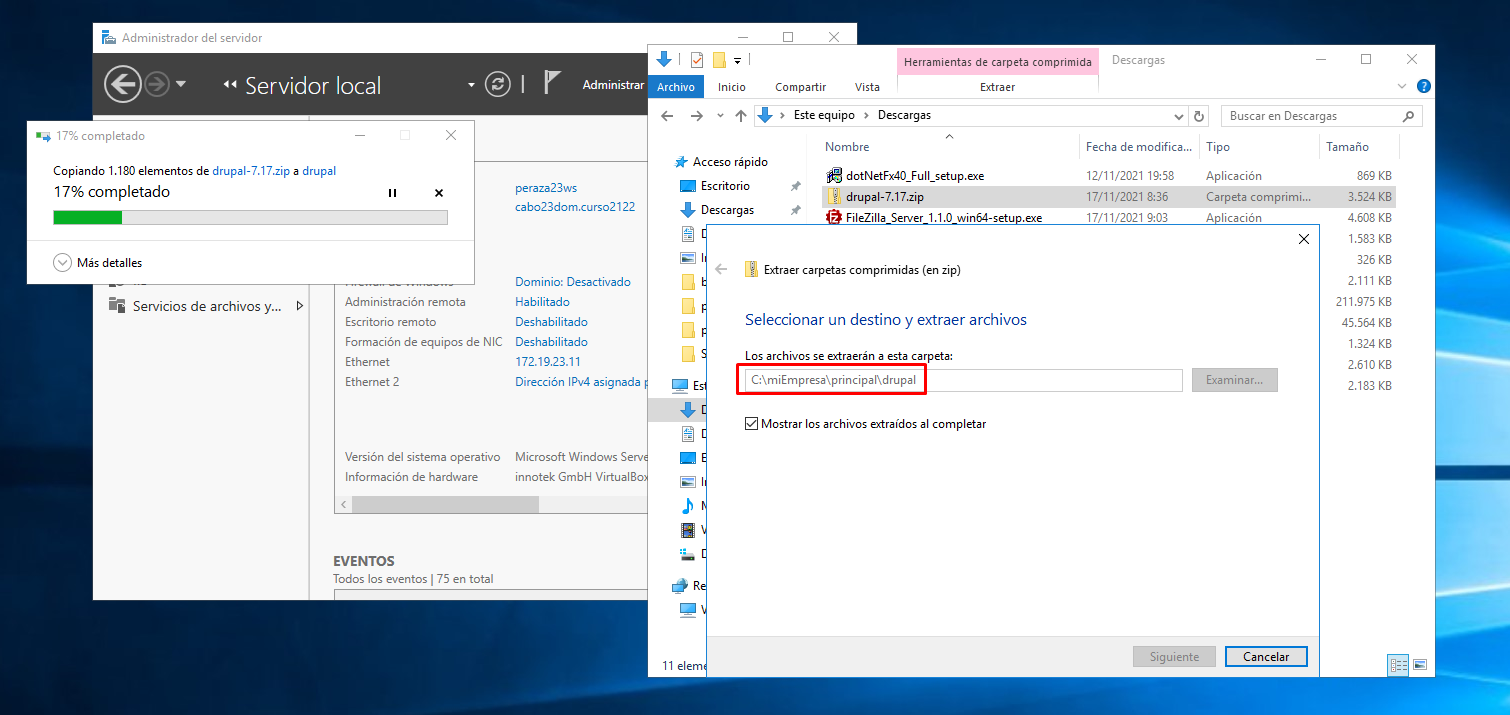 Administrador del servidor
Servidor local
Administrar
17% completado
Copiando 1.180 elementos de drupal-7.17.zip a drupal
17% completado
Más detalles
Servicios de archivos y...
peraza23ws
cabo23dom.curso2122
Dominio: Desactivado
Administración remota Habilitado
Escritorio remoto Deshabilitado
Formación de equipos de NIC Deshabilitado
Ethernet 172.19.23.11
Ethernet 2 Dirección IPv4 asignada
Versión del sistema operativo Microsoft Windows Serve
Información de hardware innotek GmbH VirtualBox
EVENTOS
Todos los eventos | 75 en total
Herramientas de carpeta comprimida Descargas
Archivo Inicio Compartir Vista Extraer
Este equipo > Descargas
Buscar en Descargas
Nombre Fecha de modifica... Tipo Tamaño
Acceso rápido
Escritorio
Descargas
dotNetFx40_Full_setup.exe 12/11/2021 19:58 Aplicación 869 KB
drupal-7.17.zip 17/11/2021 8:36 Carpeta comprimi... 3.524 KB
FileZilla_Server_1.1.0_win64-setup.exe 17/11/2021 9:03 Aplicación 4.608 KB
1.583 KB
326 KB
2.111 KB
211.975 KB
45.564 KB
1.324 KB
2.610 KB
2.183 KB
Est
Re
11 eleme
Extraer carpetas comprimidas (en zip)
Seleccionar un destino y extraer archivos
Los archivos se extraerán a esta carpeta:
C:\miEmpresa\principal\drupal
Examinar...
Mostrar los archivos extraídos al completar
Siguiente
Cancelar